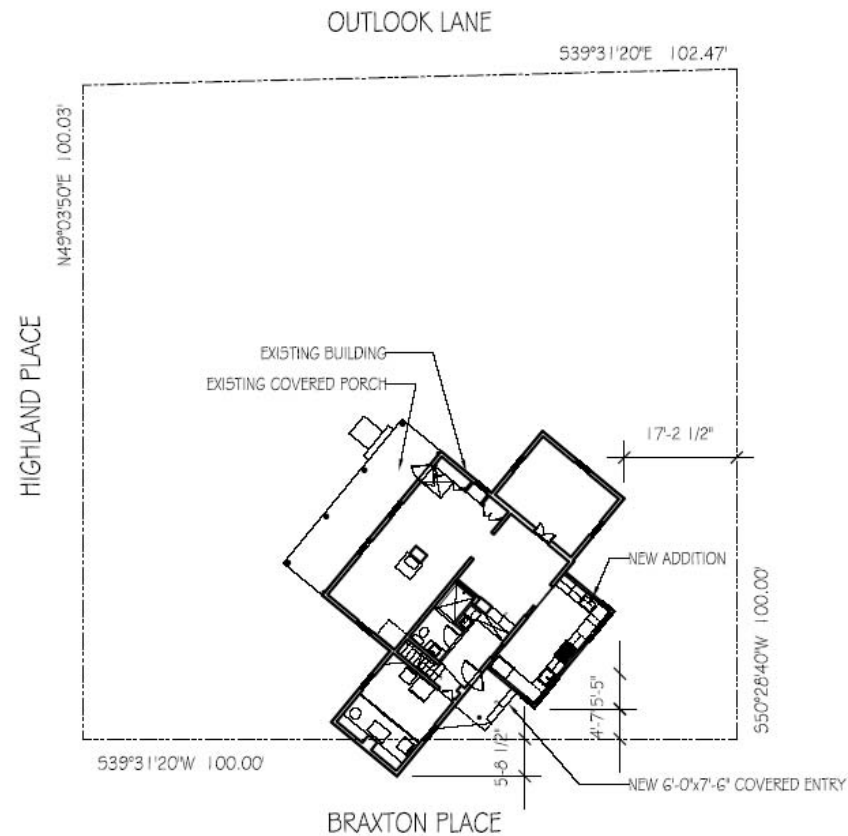 OUTLOOK LANE
S39°31'20"E 102.47'
N49°03'50"E 100.03'
HIGHLAND PLACE
EXISTING BUILDING
EXISTING COVERED PORCH
17'-2 1/2"
NEW ADDITION
S50°28'40"W 100.00'
4'-7"
5'-5"
5-8 1/2"
S39°31'20"W 100.00'
NEW 6'-0"x7'-6" COVERED ENTRY
BRAXTON PLACE